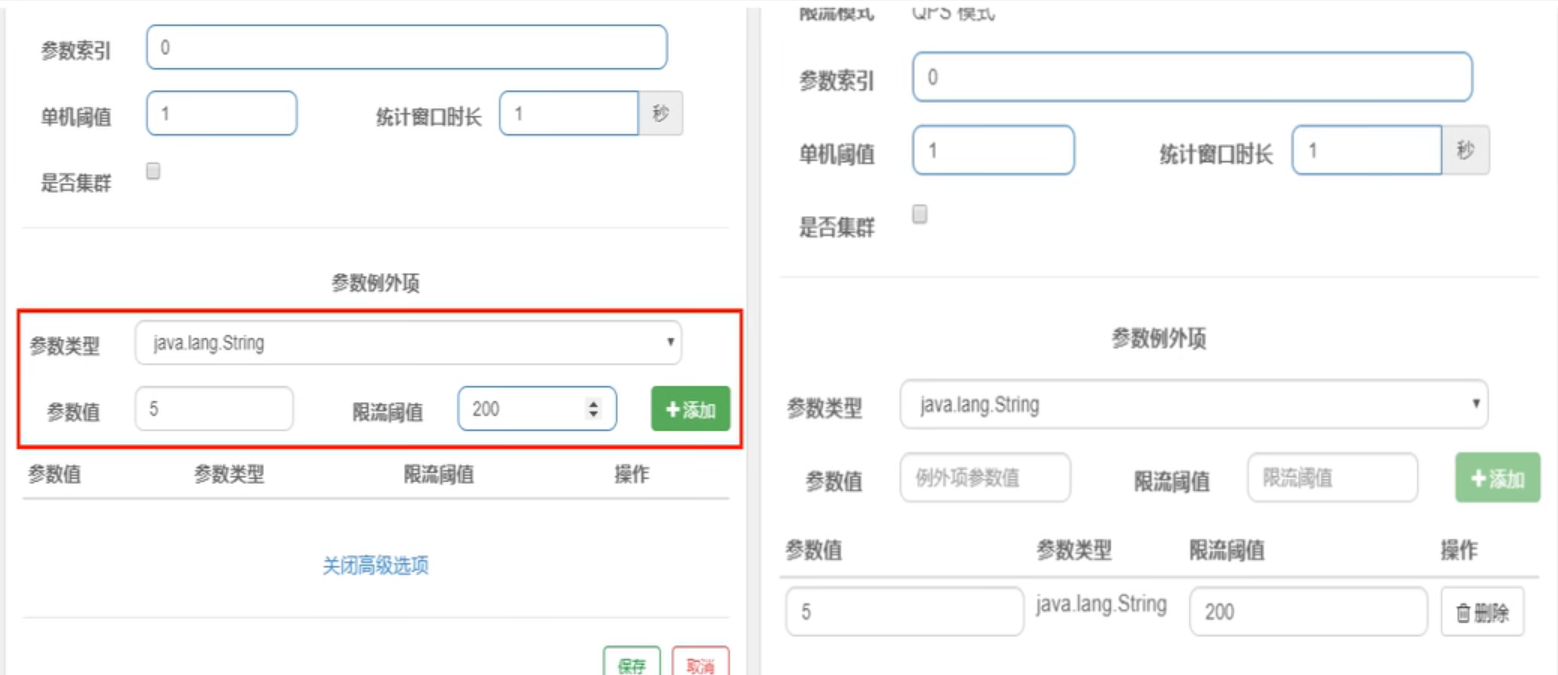 参数索引 0
单机阈值 1 统计窗口时长 1 秒
是否集群
参数例外项
参数类型 java.lang.String
参数值 5 限流阈值 200 +添加
参数值 参数类型 限流阈值 操作
关闭高级选项
保存 取消
限流模式 QPS 模式
参数索引 0
单机阈值 1 统计窗口时长 1 秒
是否集群
参数例外项
参数类型 java.lang.String
参数值 例外项参数值 限流阈值 限流阈值 +添加
参数值 参数类型 限流阈值 操作
5 java.lang.String 200 删除